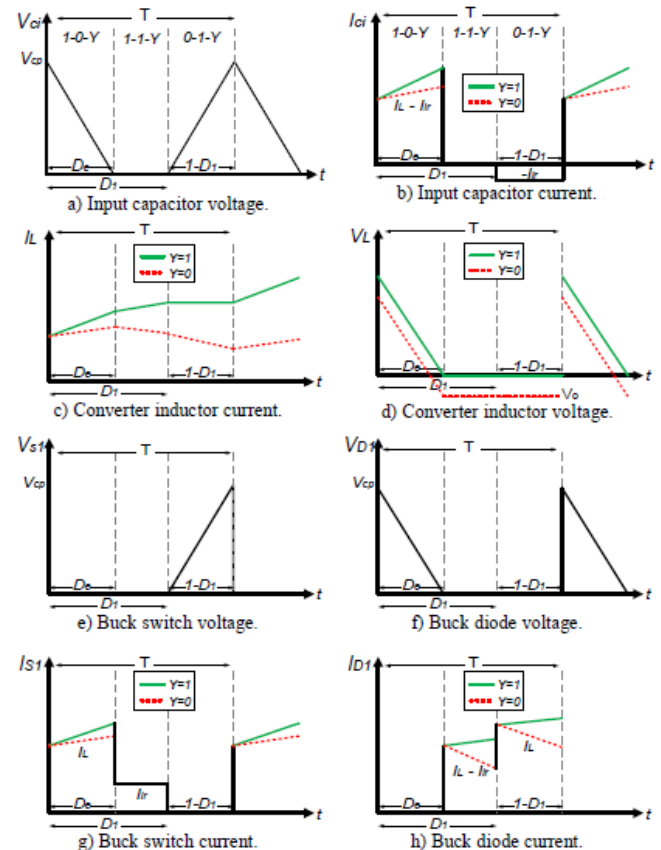 Vci
T
1-0-Y
1-1-Y
0-1-Y
Vcp
De
1-D1
D1
t
a) Input capacitor voltage.
Ici
T
1-0-Y
1-1-Y
0-1-Y
Y=1
Y=0
IL - Ilr
De
1-D1
D1
-Ilr
t
b) Input capacitor current.
IL
T
Y=1
Y=0
De
1-D1
D1
t
c) Converter inductor current.
VL
T
Y=1
Y=0
De
1-D1
D1
Vo
t
d) Converter inductor voltage.
VS1
T
Vcp
De
1-D1
D1
t
e) Buck switch voltage.
VD1
T
Vcp
De
1-D1
D1
t
f) Buck diode voltage.
IS1
T
Y=1
Y=0
IL
Ilr
De
1-D1
D1
t
g) Buck switch current.
ID1
T
Y=1
Y=0
IL
IL - Ilr
De
1-D1
D1
t
h) Buck diode current.